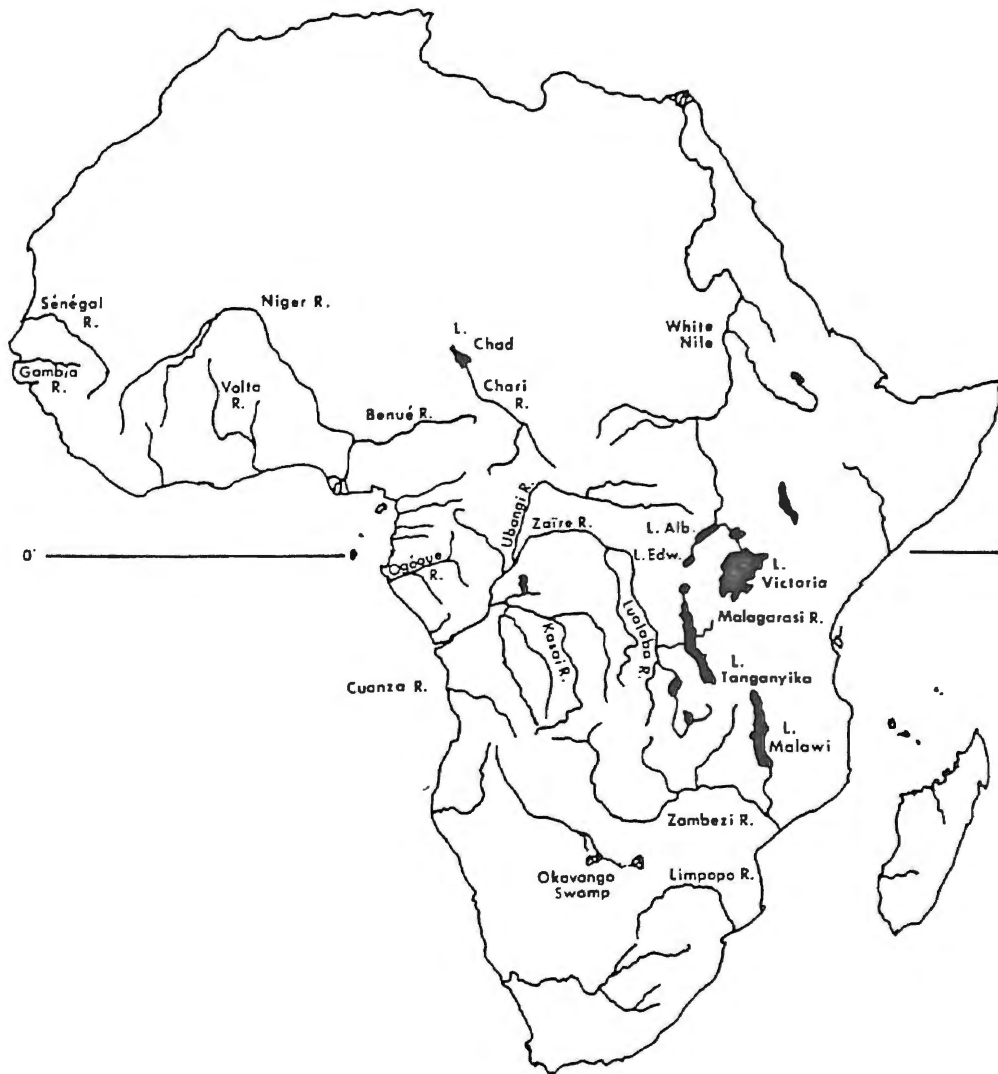 Sénégal
R.
Niger R.
L.
Chad
White
Nile
Gambia
R.
Volta
R.
Chari
R.
Benué R.
Ubangi R.
Zaïre R.
L. Alb.
L. Edw.
0°
Ogóoue
R.
L.
Victoria
Malagarasi R.
Lualaba R.
Kasai R.
L.
Tanganyika
Cuanza R.
L.
Malawi
Zambezi R.
Okavango
Swamp
Limpopo R.